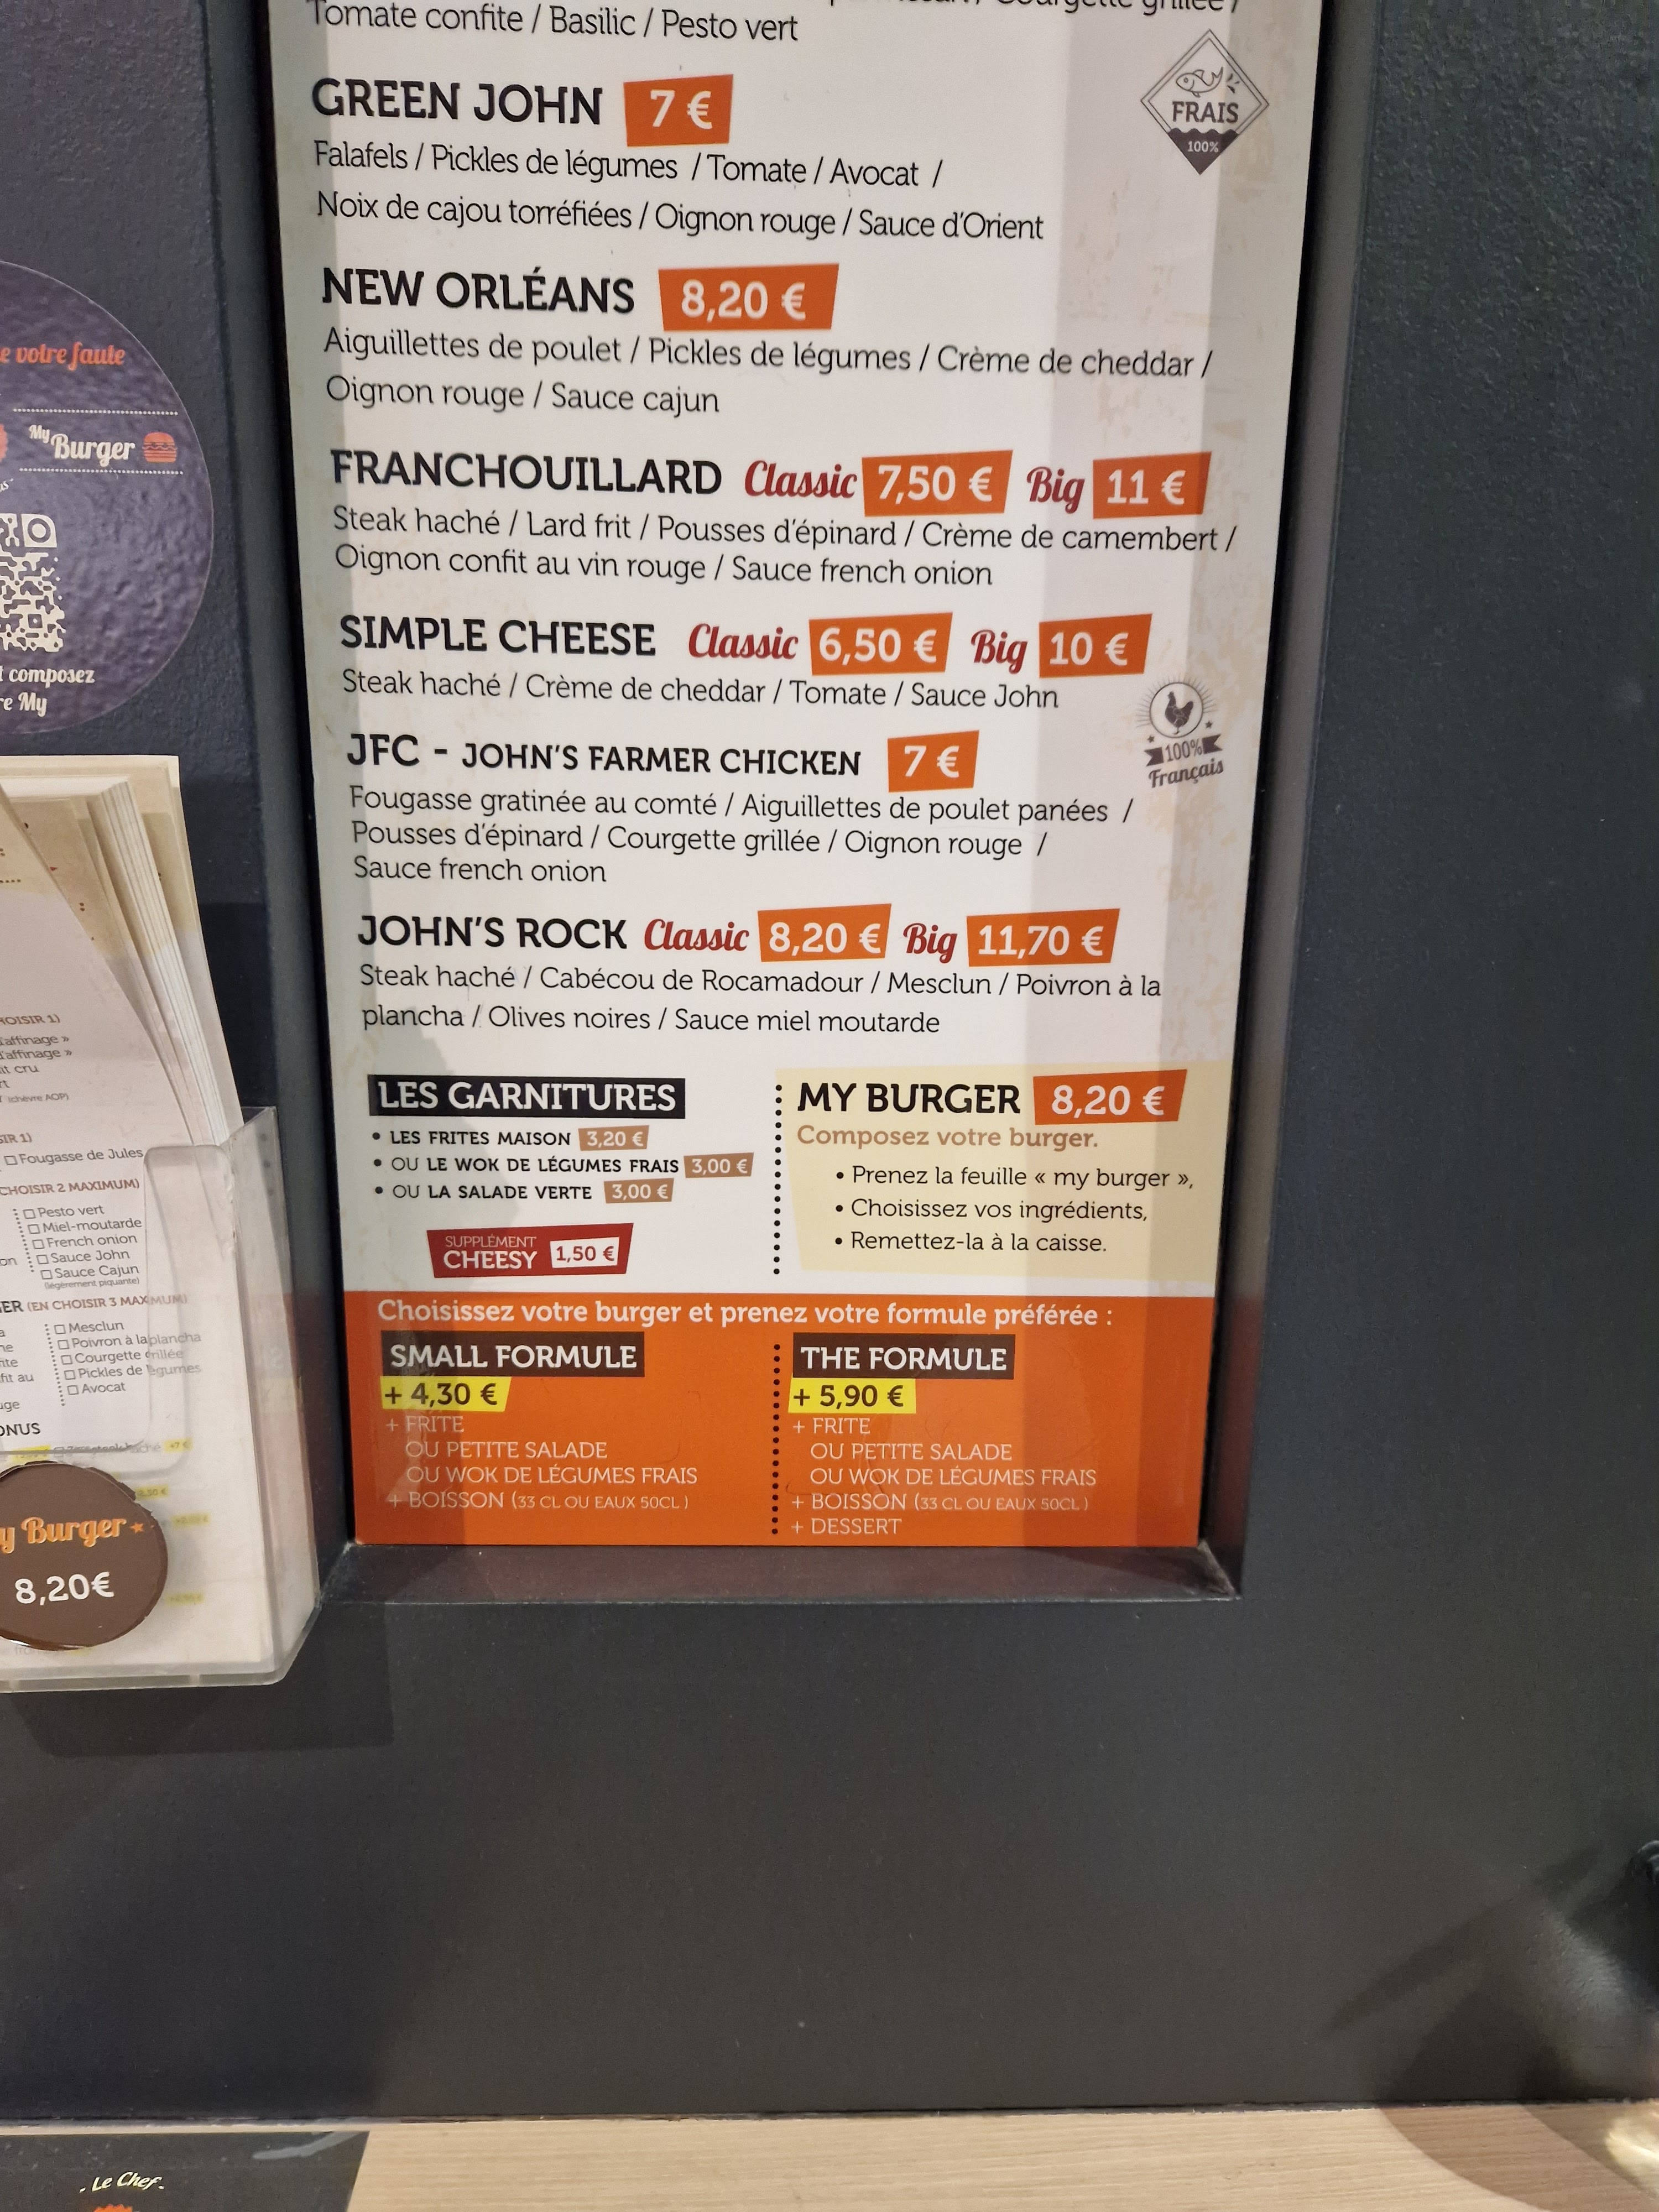 Tomate confite / Basilic / Pesto vert
GREEN JOHN 7 €
Falafels / Pickles de légumes / Tomate / Avocat /
Noix de cajou torréfiées / Oignon rouge / Sauce d'Orient
FRAIS
100%
NEW ORLÉANS 8,20 €
Aiguillettes de poulet / Pickles de légumes / Crème de cheddar /
Oignon rouge / Sauce cajun
FRANCHOUILLARD Classic 7,50 € Big 11 €
Steak haché / Lard frit / Pousses d'épinard / Crème de camembert /
Oignon confit au vin rouge / Sauce french onion
SIMPLE CHEESE Classic 6,50 € Big 10 €
Steak haché / Crème de cheddar / Tomate / Sauce John
100%
Français
JFC - JOHN'S FARMER CHICKEN 7 €
Fougasse gratinée au comté / Aiguillettes de poulet panées /
Pousses d'épinard / Courgette grillée / Oignon rouge /
Sauce french onion
JOHN'S ROCK Classic 8,20 € Big 11,70 €
Steak haché / Cabécou de Rocamadour / Mesclun / Poivron à la
plancha / Olives noires / Sauce miel moutarde
LES GARNITURES
• LES FRITES MAISON 3,20 €
• OU LE WOK DE LÉGUMES FRAIS 3,00 €
• OU LA SALADE VERTE 3,00 €
SUPPLÉMENT
CHEESY 1,50 €
MY BURGER 8,20 €
Composez votre burger.
• Prenez la feuille « my burger »,
• Choisissez vos ingrédients,
• Remettez-la à la caisse.
Choisissez votre burger et prenez votre formule préférée :
SMALL FORMULE
+ 4,30 €
+ FRITE
OU PETITE SALADE
OU WOK DE LÉGUMES FRAIS
+ BOISSON (33 CL OU EAUX 50CL)
THE FORMULE
+ 5,90 €
+ FRITE
OU PETITE SALADE
OU WOK DE LÉGUMES FRAIS
+ BOISSON (33 CL OU EAUX 50CL)
+ DESSERT
votre faute
My Burger
composez
My
d'affinage »
cru
(chèvre AOP)
Fougasse de Jules
CHOISIR 2 MAXIMUM)
Pesto vert
Miel-moutarde
French onion
Sauce John
Sauce Cajun
(légèrement piquante)
(EN CHOISIR 3 MAXIMUM)
Mesclun
Poivron à la plancha
Courgette grillée
Pickles de légumes
Avocat
Burger
8,20€
Le Chef